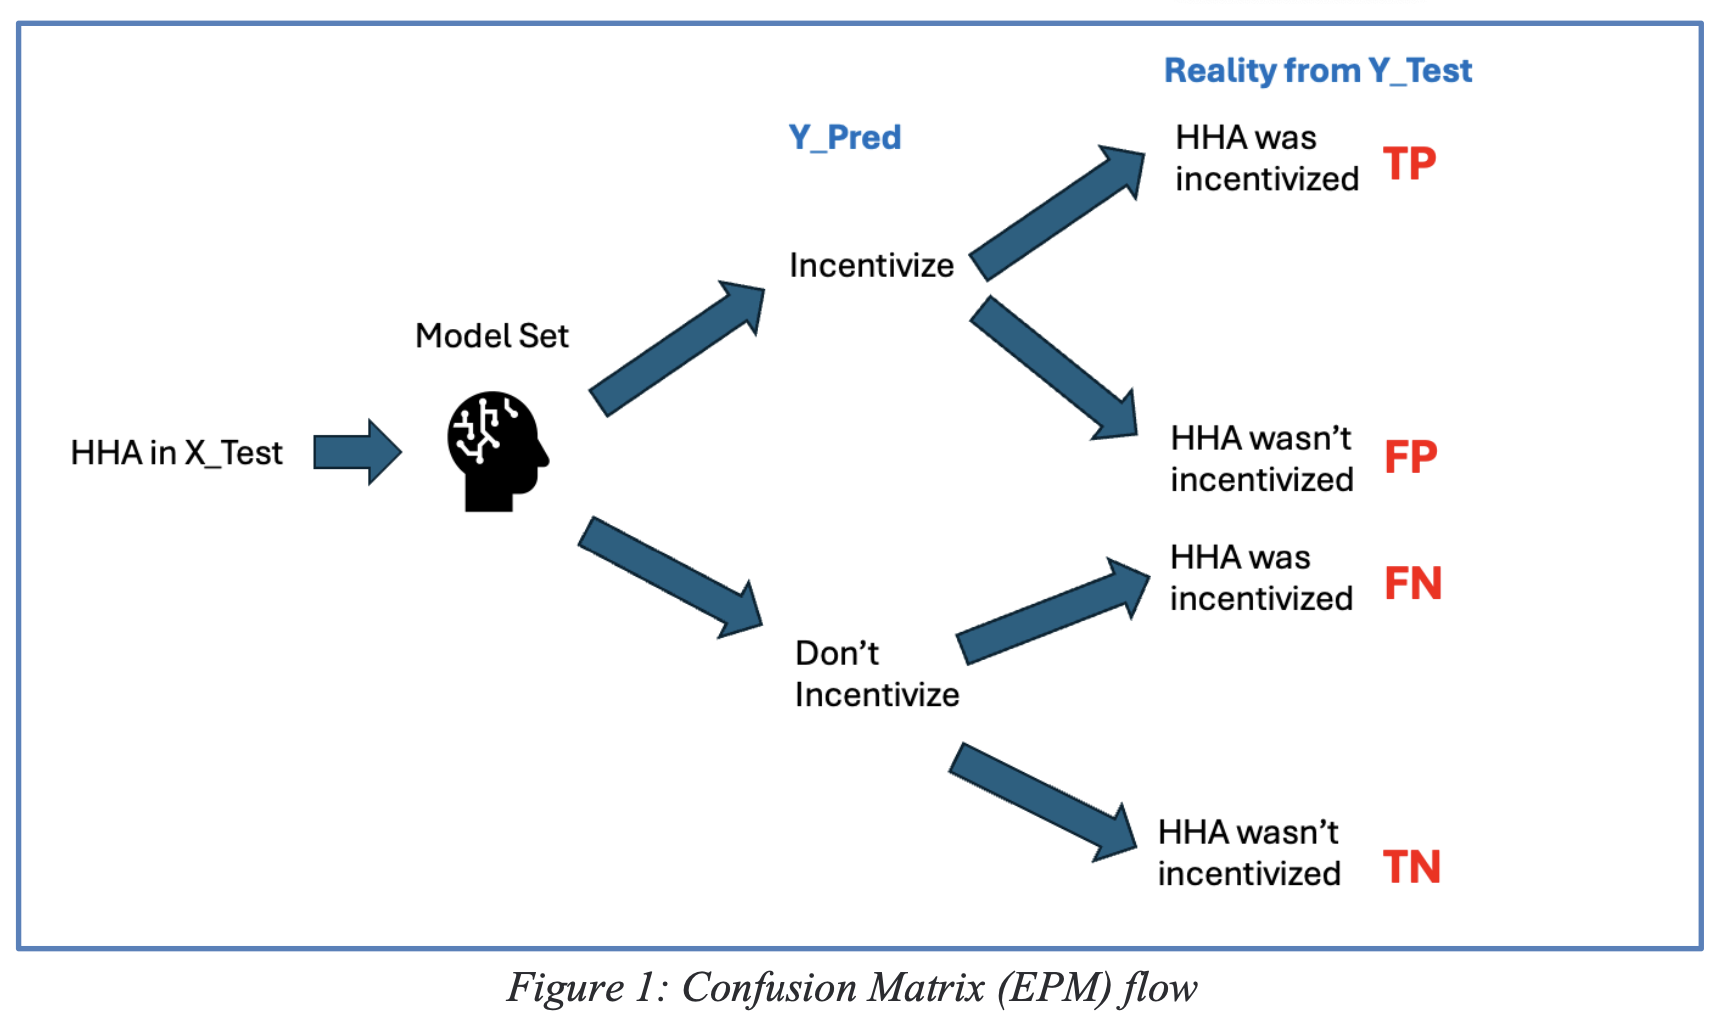 Reality from Y_Test
Y_Pred
HHA was
incentivized
TP
Incentivize
Model Set
HHA in X_Test
HHA wasn’t
incentivized
FP
HHA was
incentivized
FN
Don’t
Incentivize
HHA wasn’t
incentivized
TN
Figure 1: Confusion Matrix (EPM) flow